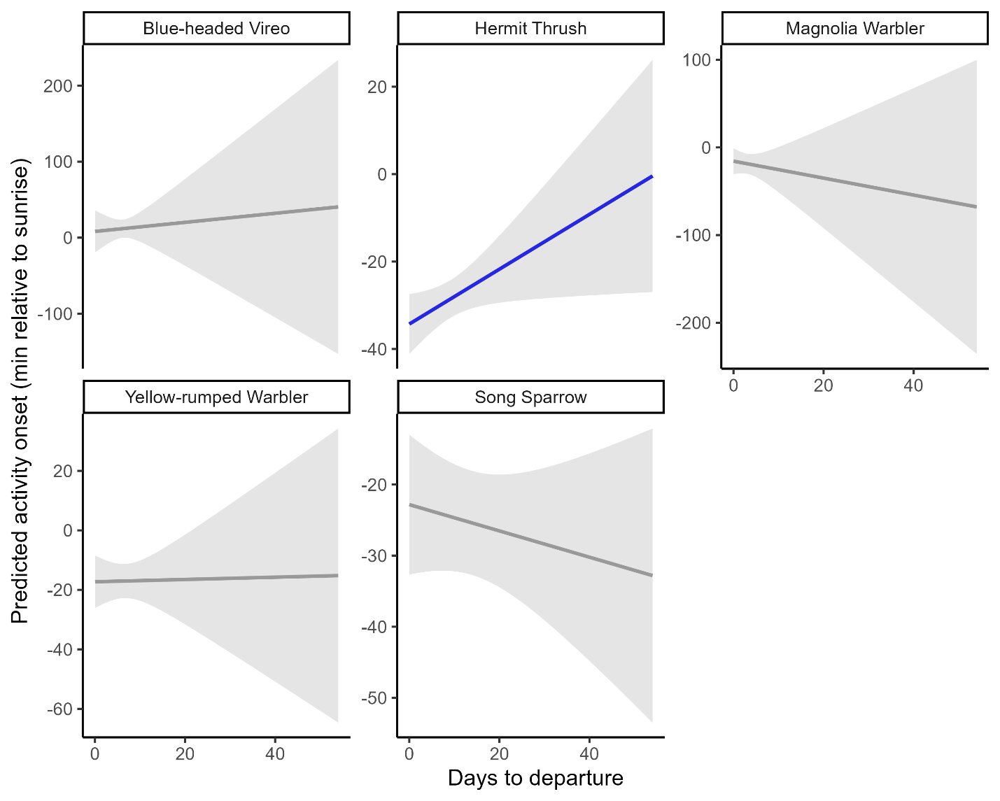 Blue-headed Vireo
Hermit Thrush
Magnolia Warbler
200
100
0
-100
20
0
-20
-40
100
0
-100
-200
0 20 40
Yellow-rumped Warbler
Song Sparrow
20
0
-20
-40
-60
0 20 40
-20
-30
-40
-50
0 20 40
Predicted activity onset (min relative to sunrise)
Days to departure